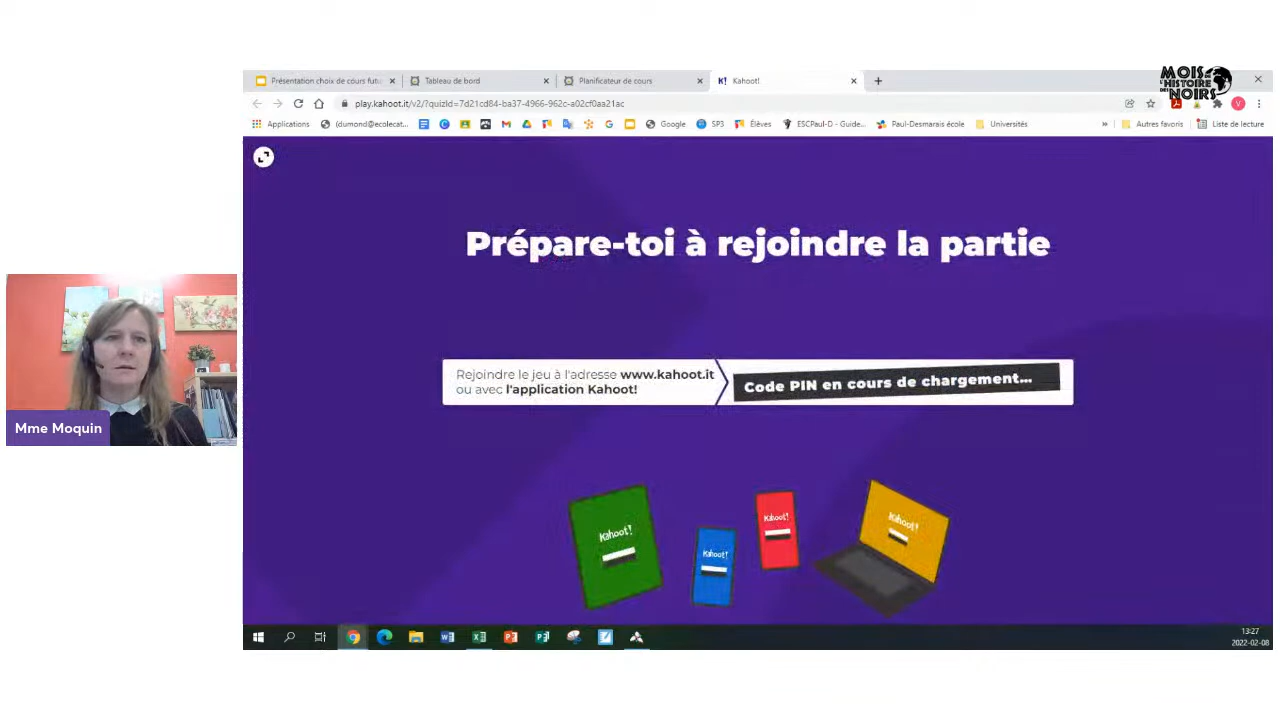 MOIS DE
L'HISTOIRE
DES NOIRS
Présentation choix de cours futu
Tableau de bord
Planificateur de cours
K! Kahoot!
play.kahoot.it/v2/?quizId=7d21cd84-ba37-4966-962c-a02cf0aa21ac
V
Applications
(dumond@ecolecat...
Google
SP3
Élèves
ESCPaul-D - Guide...
Paul-Desmarais école
Universités
»
Autres favoris
Liste de lecture
Prépare-toi à rejoindre la partie
Rejoindre le jeu à l'adresse www.kahoot.it
ou avec l'application Kahoot!
Code PIN en cours de chargement...
Kahoot!
Kahoot!
Kahoot!
Kahoot!
Mme Moquin
13:27
2022-02-08